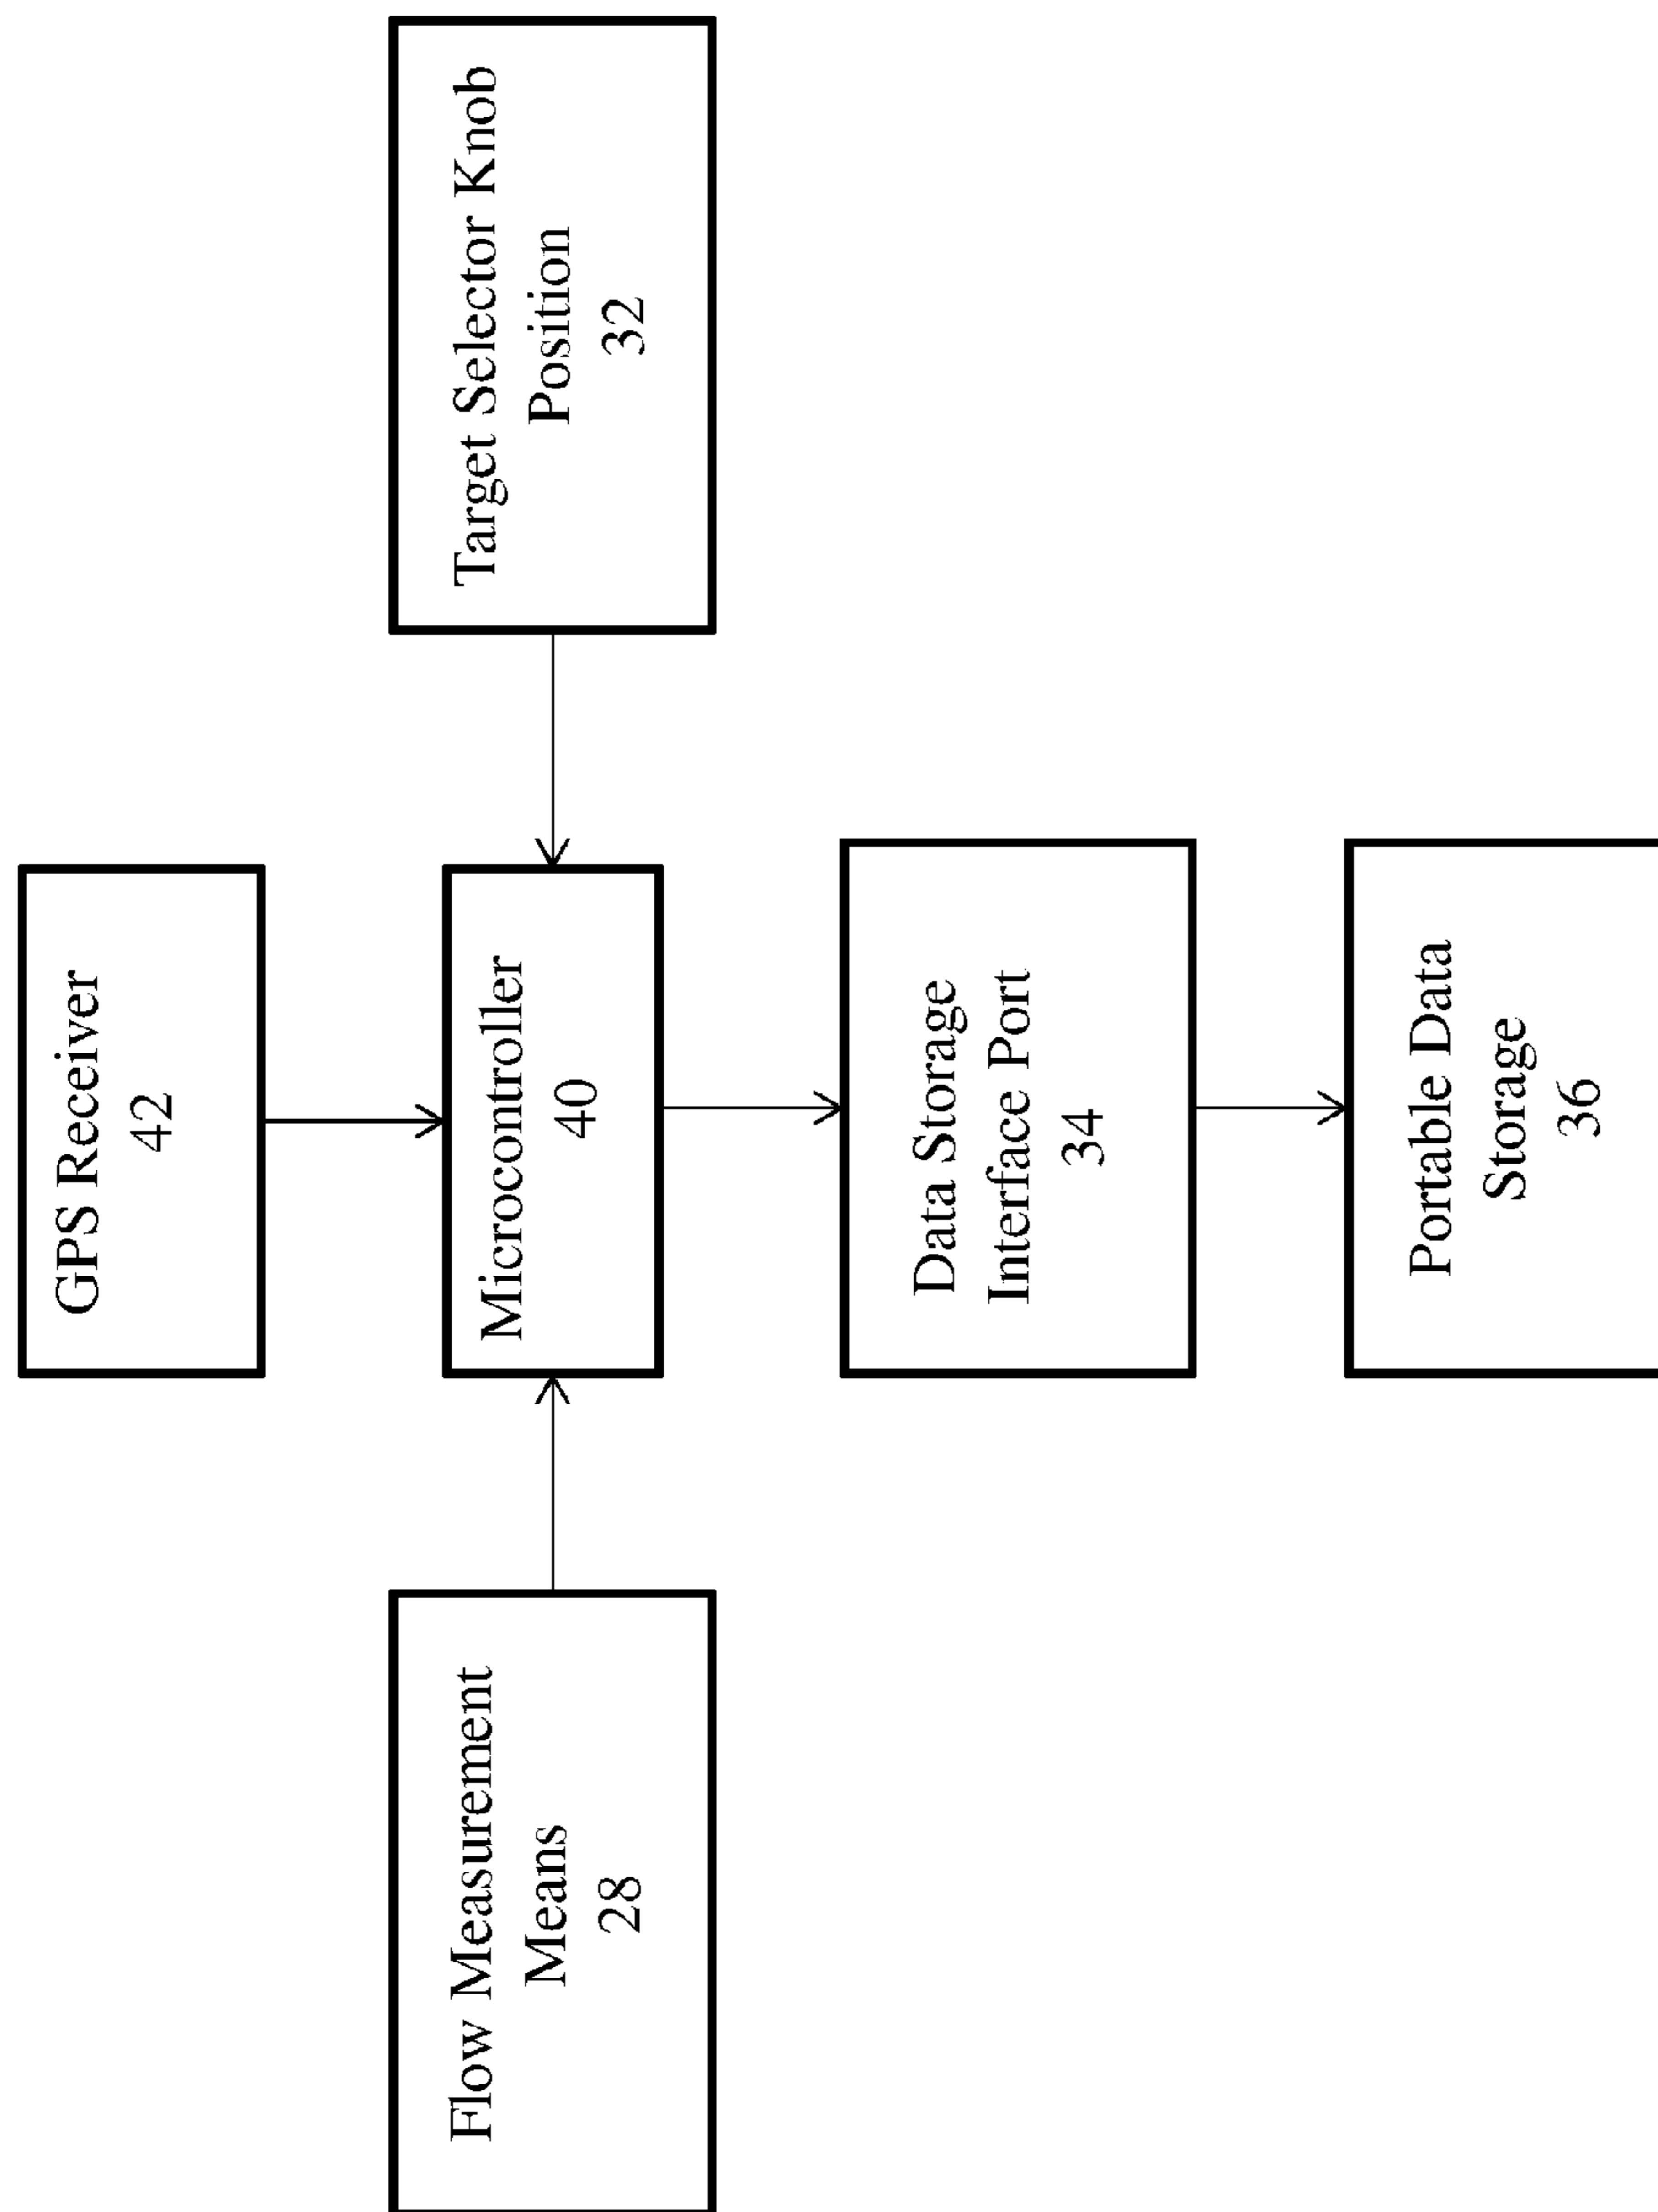 GPS Receiver
42
Flow Measurement
Means
28
Microcontroller
40
Target Selector Knob
Position
32
Data Storage
Interface Port
34
Portable Data
Storage
36